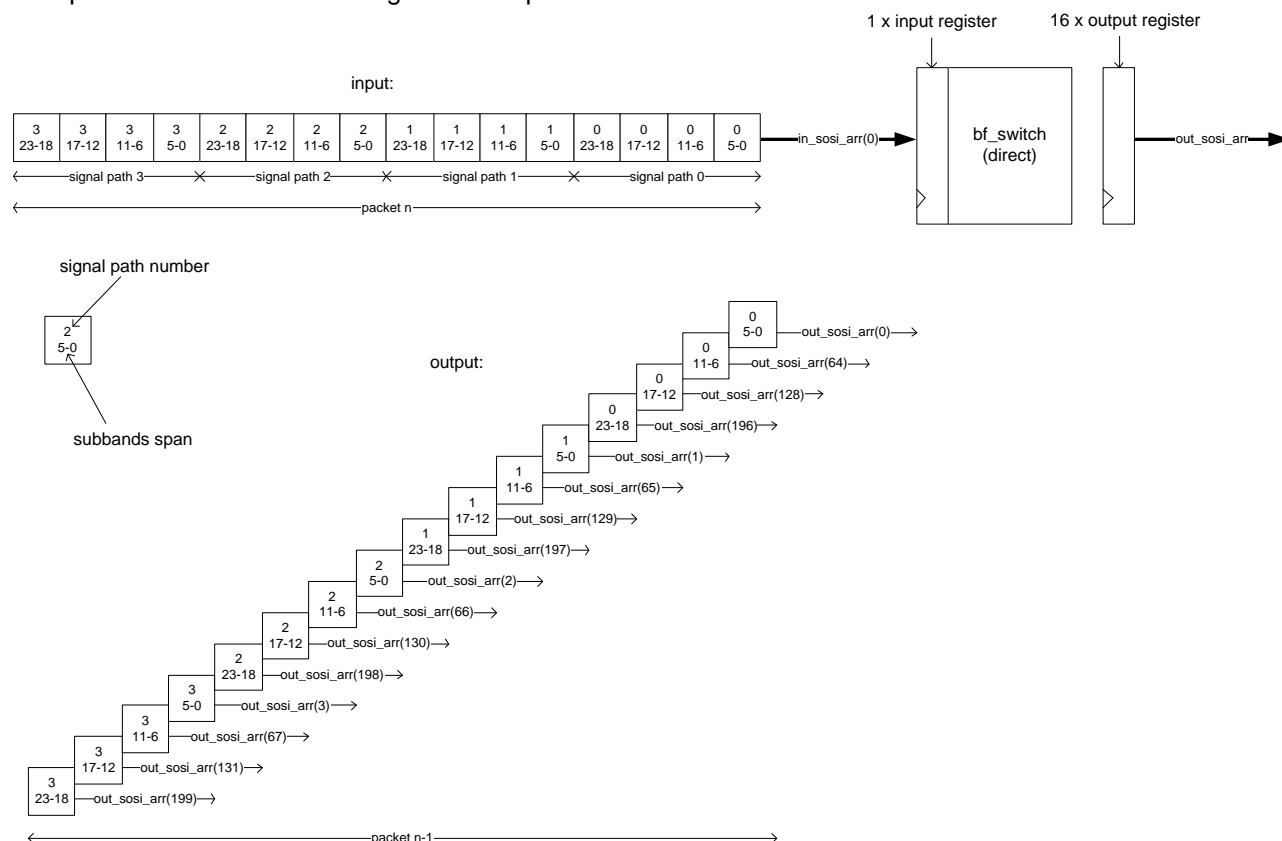 1 x input register
16 x output register
input:
3 3 3 3 2 2 2 2 1 1 1 1 0 0 0 0
23-18 17-12 11-6 5-0 23-18 17-12 11-6 5-0 23-18 17-12 11-6 5-0 23-18 17-12 11-6 5-0
in_sosi_arr(0)
bf_switch
(direct)
out_sosi_arr
signal path 3
signal path 2
signal path 1
signal path 0
packet n
signal path number
2
5-0
subbands span
output:
0
5-0
out_sosi_arr(0)
0
11-6
out_sosi_arr(64)
0
17-12
out_sosi_arr(128)
0
23-18
out_sosi_arr(196)
1
5-0
out_sosi_arr(1)
1
11-6
out_sosi_arr(65)
1
17-12
out_sosi_arr(129)
1
23-18
out_sosi_arr(197)
2
5-0
out_sosi_arr(2)
2
11-6
out_sosi_arr(66)
2
17-12
out_sosi_arr(130)
2
23-18
out_sosi_arr(198)
3
5-0
out_sosi_arr(3)
3
11-6
out_sosi_arr(67)
3
17-12
out_sosi_arr(131)
3
23-18
out_sosi_arr(199)
packet n-1